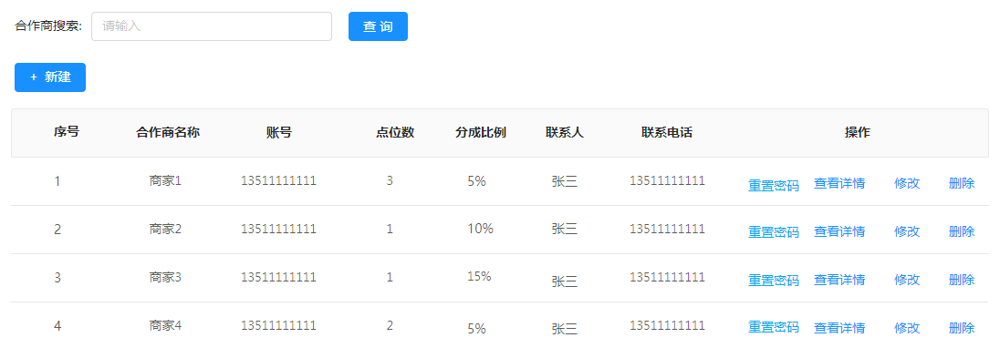 合作商搜索: 请输入 查 询
+ 新建
序号 合作商名称 账号 点位数 分成比例 联系人 联系电话 操作
1 商家1 13511111111 3 5% 张三 13511111111 重置密码 查看详情 修改 删除
2 商家2 13511111111 1 10% 张三 13511111111 重置密码 查看详情 修改 删除
3 商家3 13511111111 1 15% 张三 13511111111 重置密码 查看详情 修改 删除
4 商家4 13511111111 2 5% 张三 13511111111 重置密码 查看详情 修改 删除